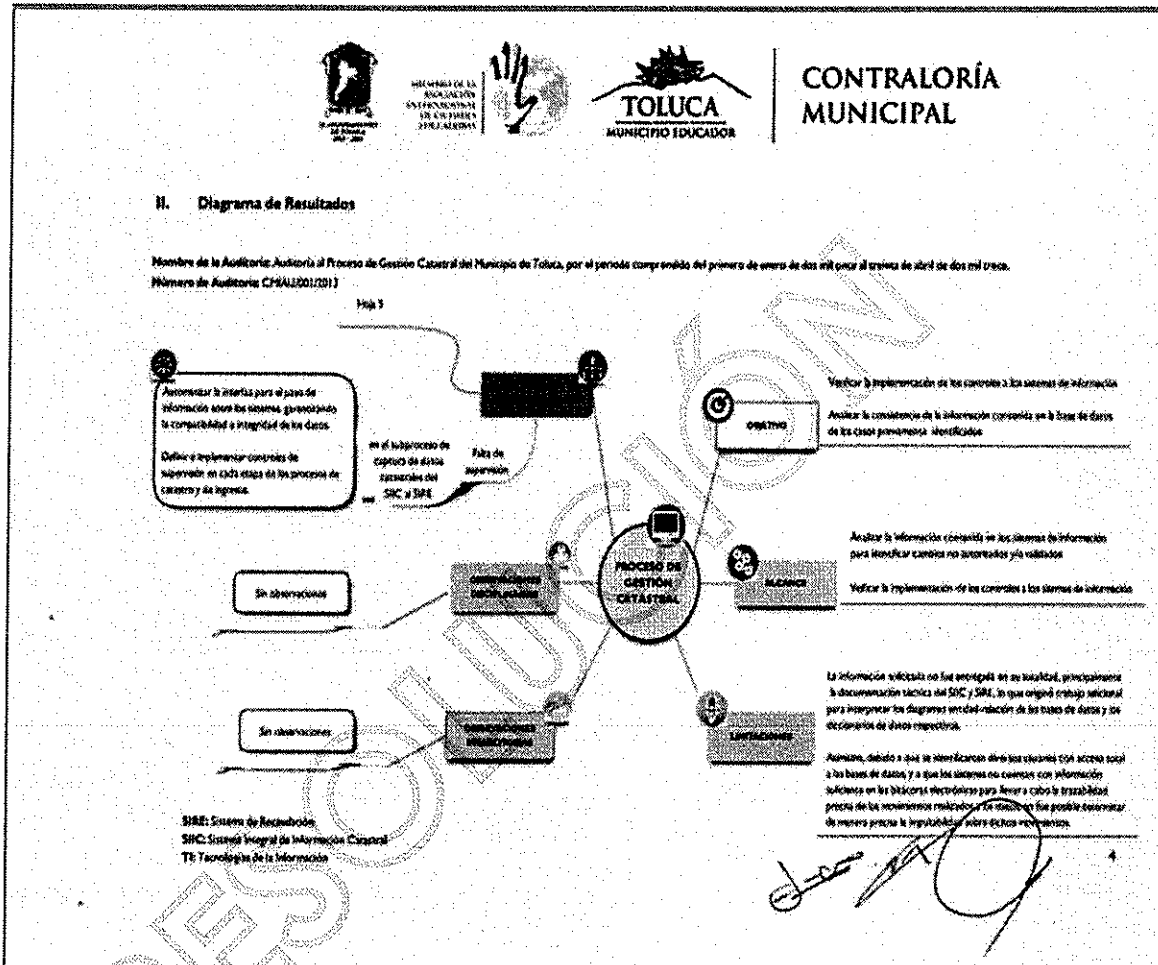 MIEMBRO DE LA
ASOCIACIÓN
INTERNACIONAL
DE CIUDADES
EDUCADORAS
TOLUCA
MUNICIPIO EDUCADOR
CONTRALORÍA
MUNICIPAL
II. Diagrama de Resultados
Nombre de la Auditoría: Auditoría al Proceso de Gestión Catastral del Municipio de Toluca, por el periodo comprendido del primero de enero de dos mil once al treinta de abril de dos mil trece.
Número de Auditoría:
Hoja 5
Automatizar la interfaz para el paso de
información entre los sistemas garantizando
la compatibilidad e integridad de los datos.
Definir e implementar controles de
supervisión en cada etapa de los procesos de
catastro y de ingresos.
en el subproceso de
captura de datos
catastrales del
SIIC al SIRE
Falta de
supervisión
Sin observaciones
Sin observaciones
PROCESO DE
GESTIÓN
CATASTRAL
OBJETIVO
Verificar la implementación de los controles a los sistemas de información
Analizar la consistencia de la información contenida en la base de datos
de los casos previamente identificados
ALCANCE
Analizar la información contenida en los sistemas de información
para identificar cambios no autorizados y/o validados
Verificar la implementación de los controles a los sistemas de información
LIMITACIONES
La información solicitada no fue entregada en su totalidad, principalmente
la documentación técnica del SIIC y SIRE, lo que originó trabajo adicional
para interpretar los diagramas entidad-relación de las bases de datos y los
diccionarios de datos respectivos.
Asimismo, debido a que se identificaron diversos usuarios con acceso total
a las bases de datos y a que los sistemas no cuentan con información
suficiente en las bitácoras electrónicas para llevar a cabo la trazabilidad
precisa de los movimientos realizados a los datos, no fue posible determinar
de manera precisa la imputabilidad sobre dichos movimientos.
SIRE: Sistema de Recaudación
SIIC: Sistema Integral de Información Catastral
TI: Tecnologías de la Información
4
RESOLUCIÓN